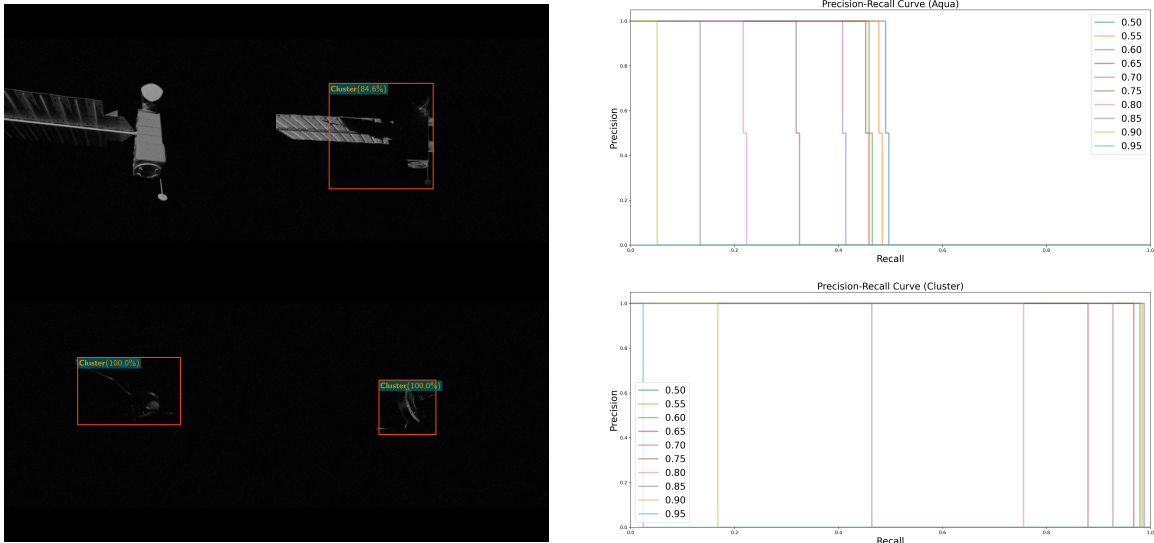 Cluster(84.6%)
Cluster(100.0%)
Cluster(100.0%)
Precision-Recall Curve (Aqua)
1.0
0.8
0.6
0.4
0.2
0.0
Precision
0.50
0.55
0.60
0.65
0.70
0.75
0.80
0.85
0.90
0.95
0.0 0.2 0.4 0.6 0.8 1.0
Recall
Precision-Recall Curve (Cluster)
1.0
0.8
0.6
0.4
0.2
0.0
Precision
0.50
0.55
0.60
0.65
0.70
0.75
0.80
0.85
0.90
0.95
0.0 0.2 0.4 0.6 0.8 1.0
Recall